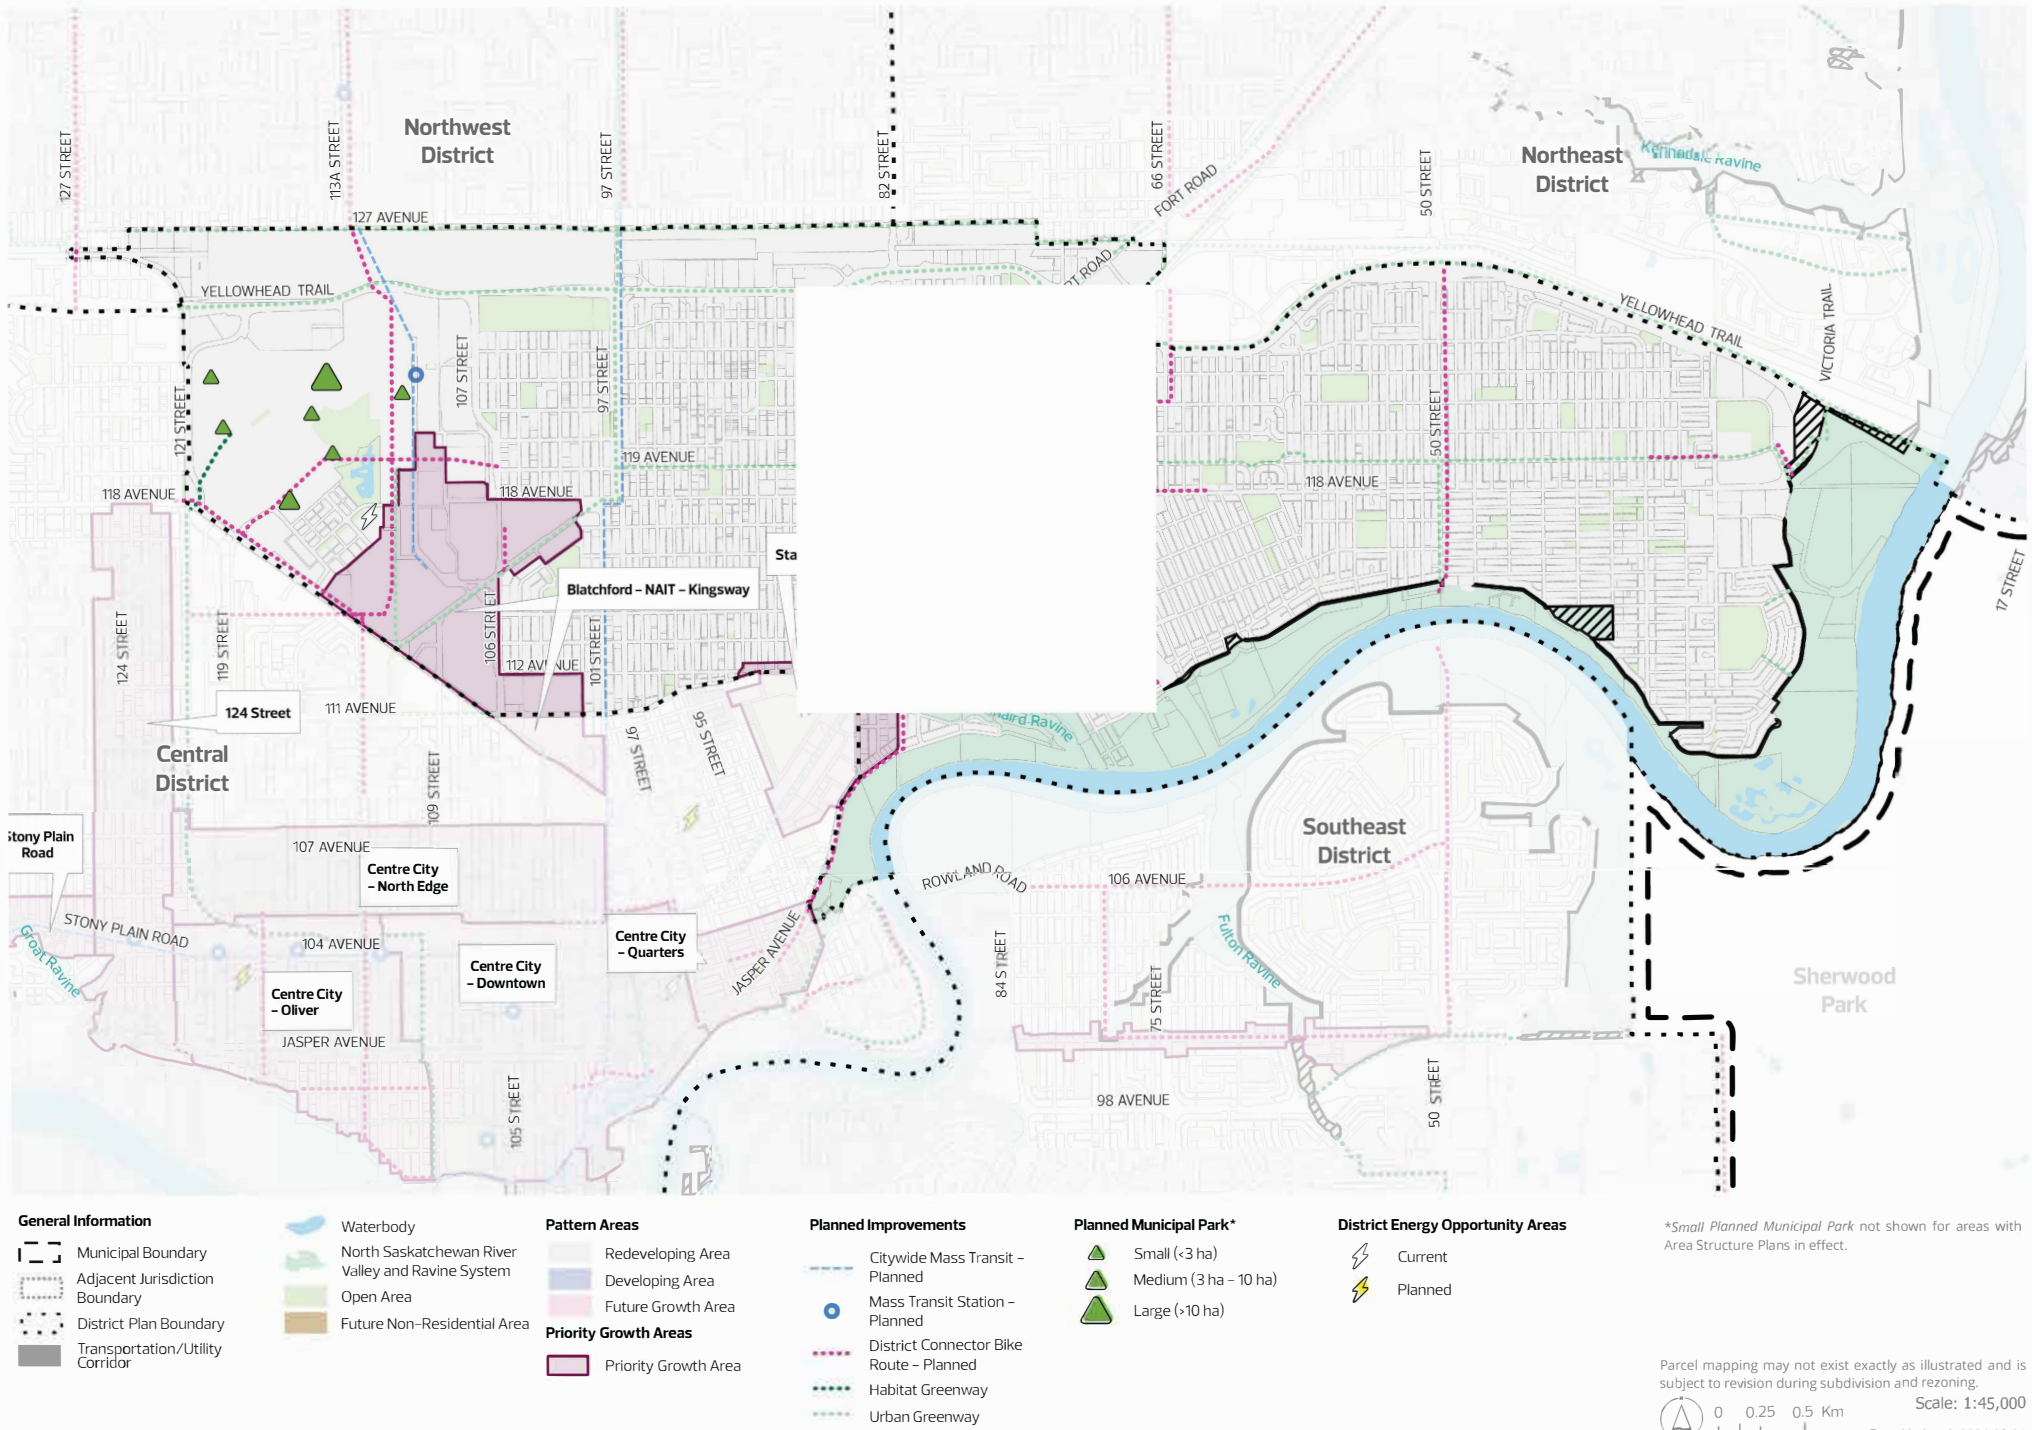 Northwest
District
Northeast
District
Kennedale Ravine
127 STREET
113A STREET
97 STREET
82 STREET
66 STREET
FORT ROAD
50 STREET
127 AVENUE
RT ROAD
YELLOWHEAD TRAIL
YELLOWHEAD TRAIL
VICTORIA TRAIL
121 STREET
107 STREET
97 STREET
50 STREET
119 AVENUE
118 AVENUE
118 AVENUE
118 AVENUE
Sta
Blatchford – NAIT – Kingsway
17 STREET
124 STREET
119 STREET
106 STREET
101 STREET
112 AVENUE
124 Street
111 AVENUE
97 STREET
95 STREET
naird Ravine
Central
District
109 STREET
Stony Plain
Road
107 AVENUE
Centre City
– North Edge
Southeast
District
ROWLAND ROAD
106 AVENUE
STONY PLAIN ROAD
Groat Ravine
104 AVENUE
Centre City
– Quarters
JASPER AVENUE
Fulton Ravine
84 STREET
75 STREET
Centre City
– Downtown
Centre City
– Oliver
Sherwood
Park
JASPER AVENUE
105 STREET
98 AVENUE
50 STREET
General Information
Municipal Boundary
Adjacent Jurisdiction
Boundary
District Plan Boundary
Transportation/Utility
Corridor
Waterbody
North Saskatchewan River
Valley and Ravine System
Open Area
Future Non-Residential Area
Pattern Areas
Redeveloping Area
Developing Area
Future Growth Area
Priority Growth Areas
Priority Growth Area
Planned Improvements
Citywide Mass Transit –
Planned
Mass Transit Station –
Planned
District Connector Bike
Route – Planned
Habitat Greenway
Urban Greenway
Planned Municipal Park*
Small (<3 ha)
Medium (3 ha – 10 ha)
Large (>10 ha)
District Energy Opportunity Areas
Current
Planned
*Small Planned Municipal Park not shown for areas with
Area Structure Plans in effect.
Parcel mapping may not exist exactly as illustrated and is
subject to revision during subdivision and rezoning.
Scale: 1:45,000
0 0.25 0.5 Km